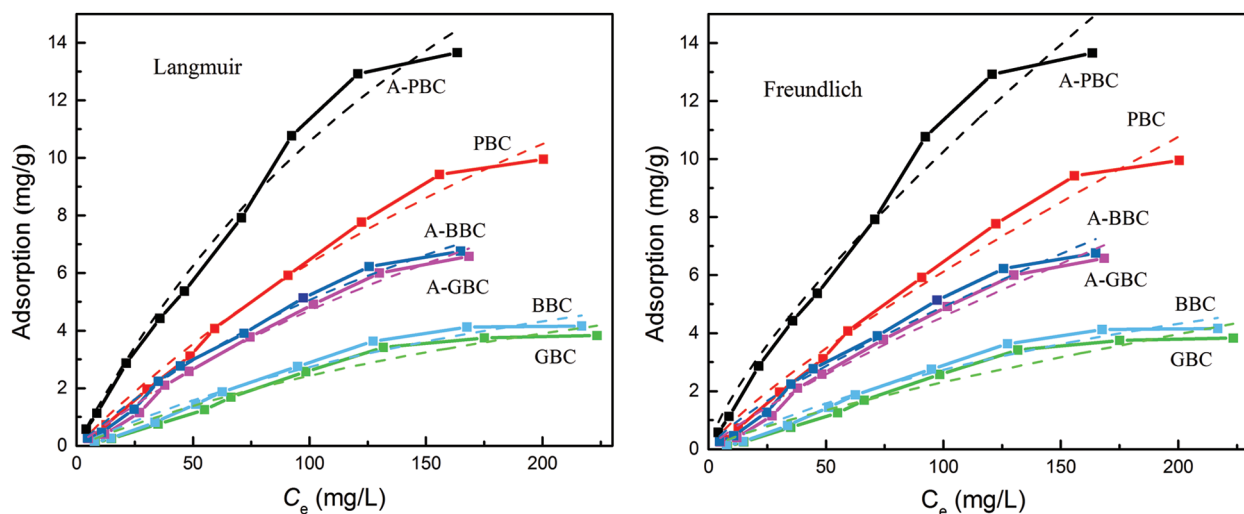 14
12
10
8
6
4
2
0
Adsorption (mg/g)
Langmuir
A-PBC
PBC
A-BBC
A-GBC
BBC
GBC
0 50 100 150 200
Ce (mg/L)
14
12
10
8
6
4
2
0
Adsorption (mg/g)
Freundlich
A-PBC
PBC
A-BBC
A-GBC
BBC
GBC
0 50 100 150 200
Ce (mg/L)